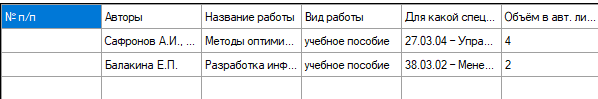 № п/п Авторы Название работы Вид работы Для какой спец... Объём в авт. ли...
Сафронов А.И., ... Методы оптими... учебное пособие 27.03.04 – Упра... 4
Балакина Е.П. Разработка инф... учебное пособие 38.03.02 – Мене... 2